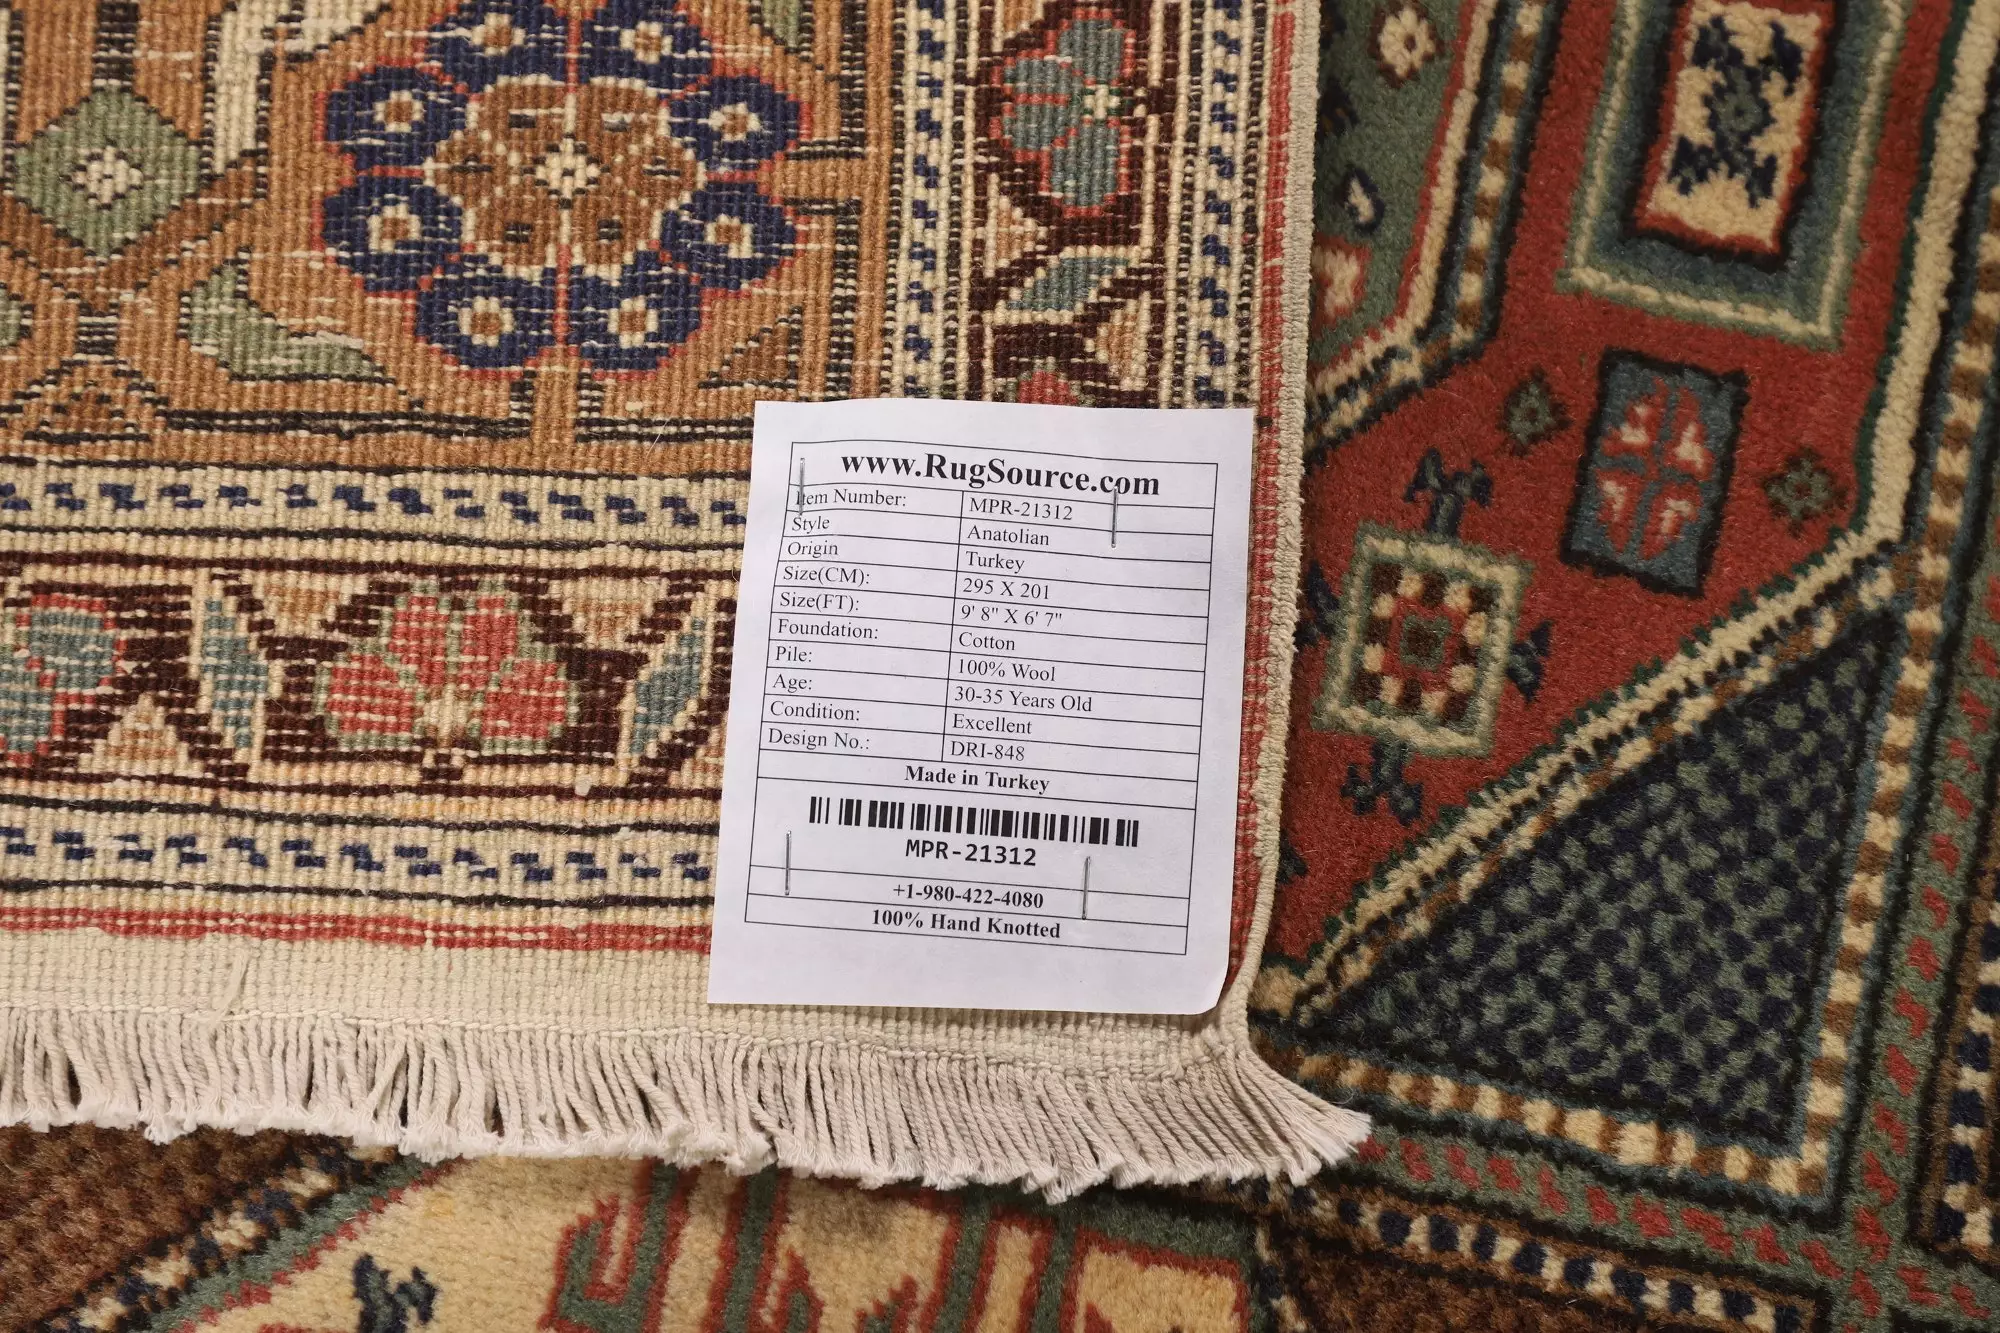 www.RugSource.com
Item Number: MPR-21312
Style Anatolian
Origin Turkey
Size(CM): 295 X 201
Size(FT): 9' 8" X 6' 7"
Foundation: Cotton
Pile: 100% Wool
Age: 30-35 Years Old
Condition: Excellent
Design No.: DRI-848
Made in Turkey
MPR-21312
+1-980-422-4080
100% Hand Knotted